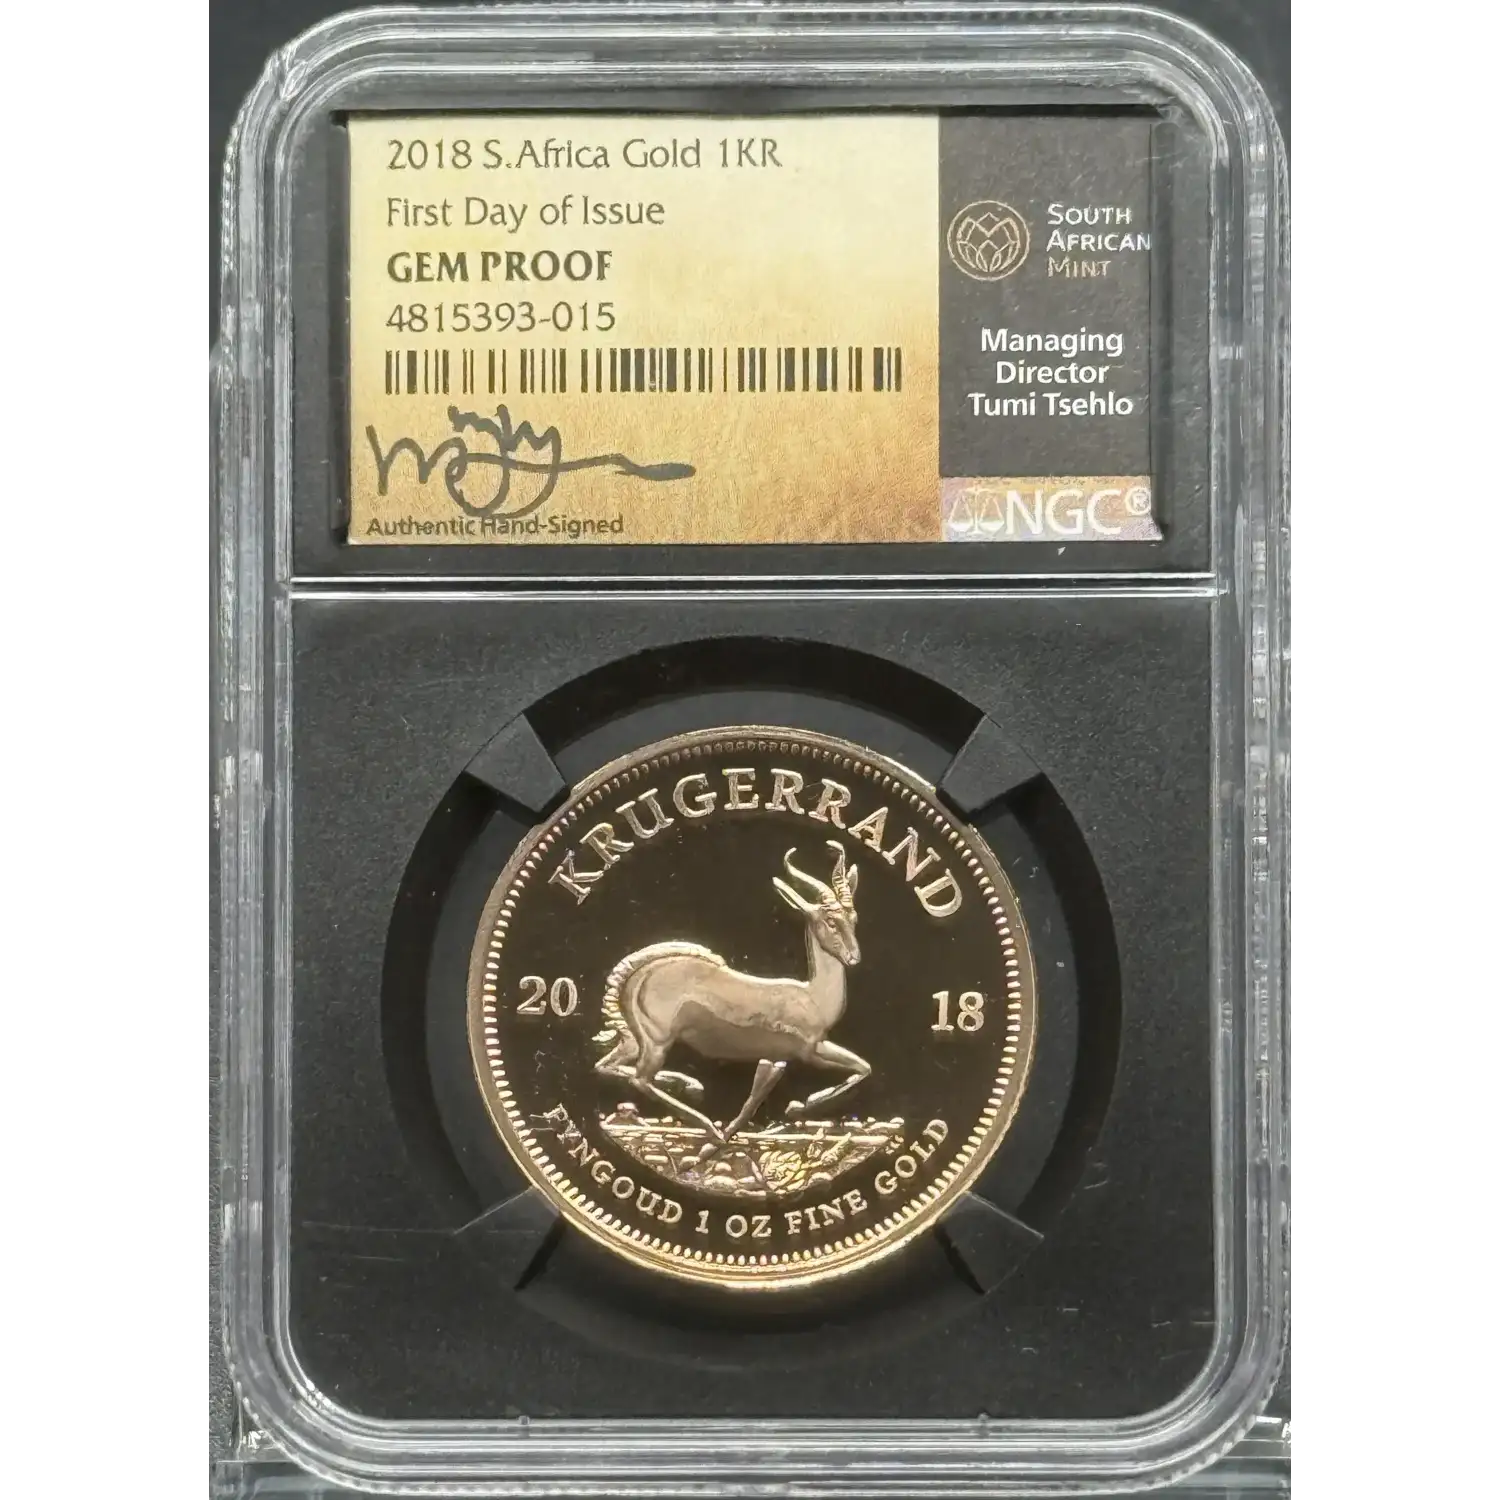 2018 S.Africa Gold 1KR
First Day of Issue
GEM PROOF
4815393-015
Authentic Hand-Signed
SOUTH
AFRICAN
MINT
Managing
Director
Tumi Tsehlo
NGC®
KRUGERRAND
20 18
FYNGOUD 1 OZ FINE GOLD